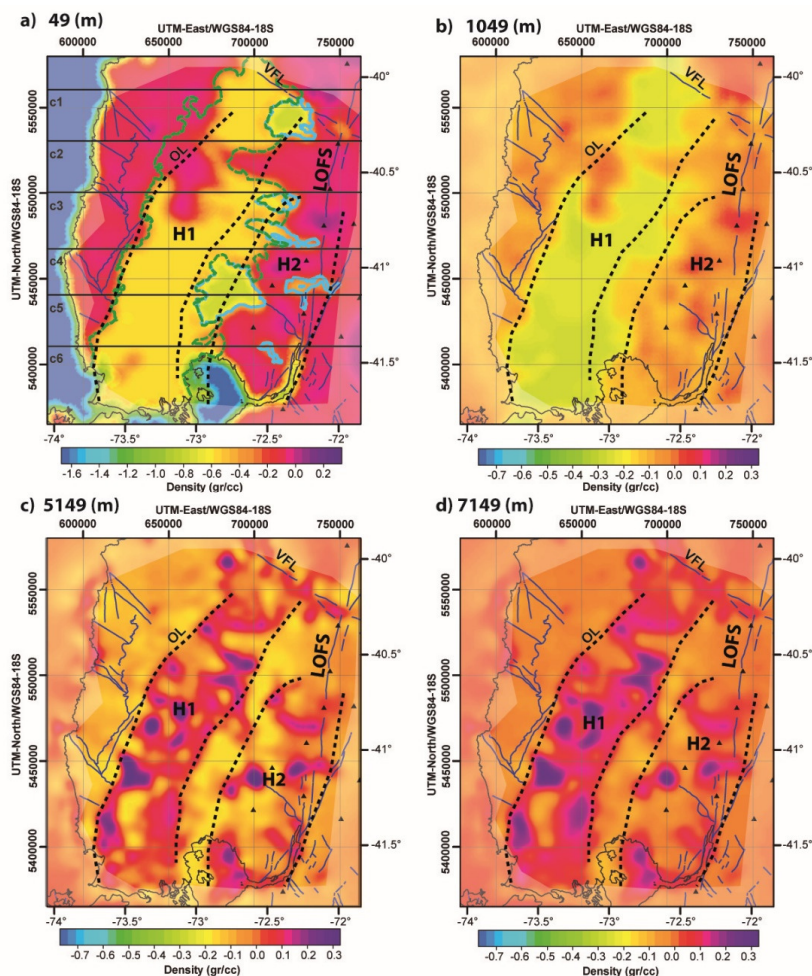 a) 49 (m)
UTM-East/WGS84-18S
600000 650000 700000 750000
UTM-North/WGS84-18S
5550000
5500000
5450000
5400000
c1
c2
c3
c4
c5
c6
VFL
OL
LOFS
H1
H2
-40°
-40.5°
-41°
-41.5°
-74 -73.5° -73 -72.5° -72
-1.6 -1.4 -1.2 -1.0 -0.8 -0.6 -0.4 -0.2 0.0 0.2
Density (gr/cc)
b) 1049 (m)
UTM-East/WGS84-18S
600000 650000 700000 750000
UTM-North/WGS84-18S
5550000
5500000
5450000
5400000
VFL
OL
LOFS
H1
H2
-40°
-40.5°
-41°
-41.5°
-74 -73.5° -73 -72.5° -72
-0.7 -0.6 -0.5 -0.4 -0.3 -0.2 -0.1 0.0 0.1 0.2 0.3
Density (gr/cc)
c) 5149 (m)
UTM-East/WGS84-18S
600000 650000 700000 750000
UTM-North/WGS84-18S
5550000
5500000
5450000
5400000
VFL
OL
LOFS
H1
H2
-40°
-40.5°
-41°
-41.5°
-74 -73.5° -73 -72.5° -72
-0.7 -0.6 -0.5 -0.4 -0.3 -0.2 -0.1 0.0 0.1 0.2 0.3
Density (gr/cc)
d) 7149 (m)
UTM-East/WGS84-18S
600000 650000 700000 750000
UTM-North/WGS84-18S
5550000
5500000
5450000
5400000
VFL
OL
LOFS
H1
H2
-40°
-40.5°
-41°
-41.5°
-74 -73.5° -73 -72.5° -72
-0.7 -0.6 -0.5 -0.4 -0.3 -0.2 -0.1 0.0 0.1 0.2 0.3
Density (gr/cc)